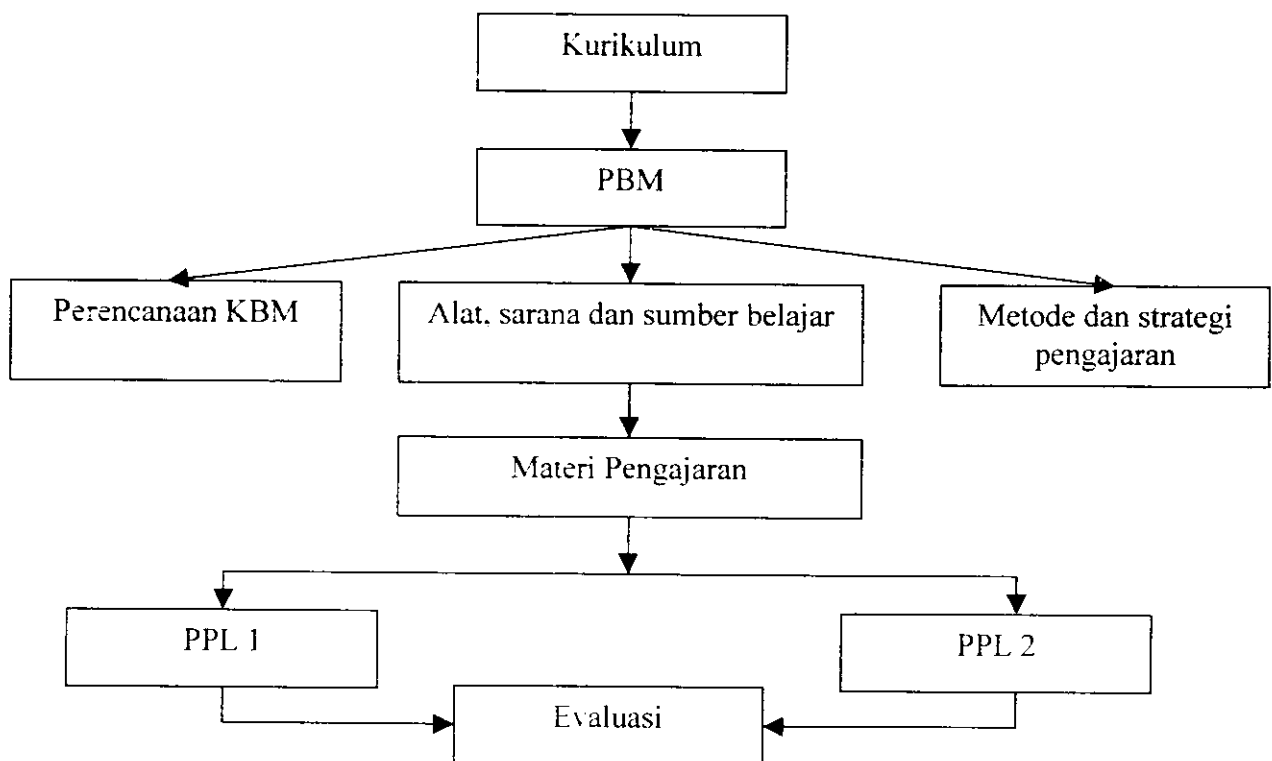 Kurikulum
PBM
Perencanaan KBM
Alat, sarana dan sumber belajar
Metode dan strategi
pengajaran
Materi Pengajaran
PPL 1
PPL 2
Evaluasi